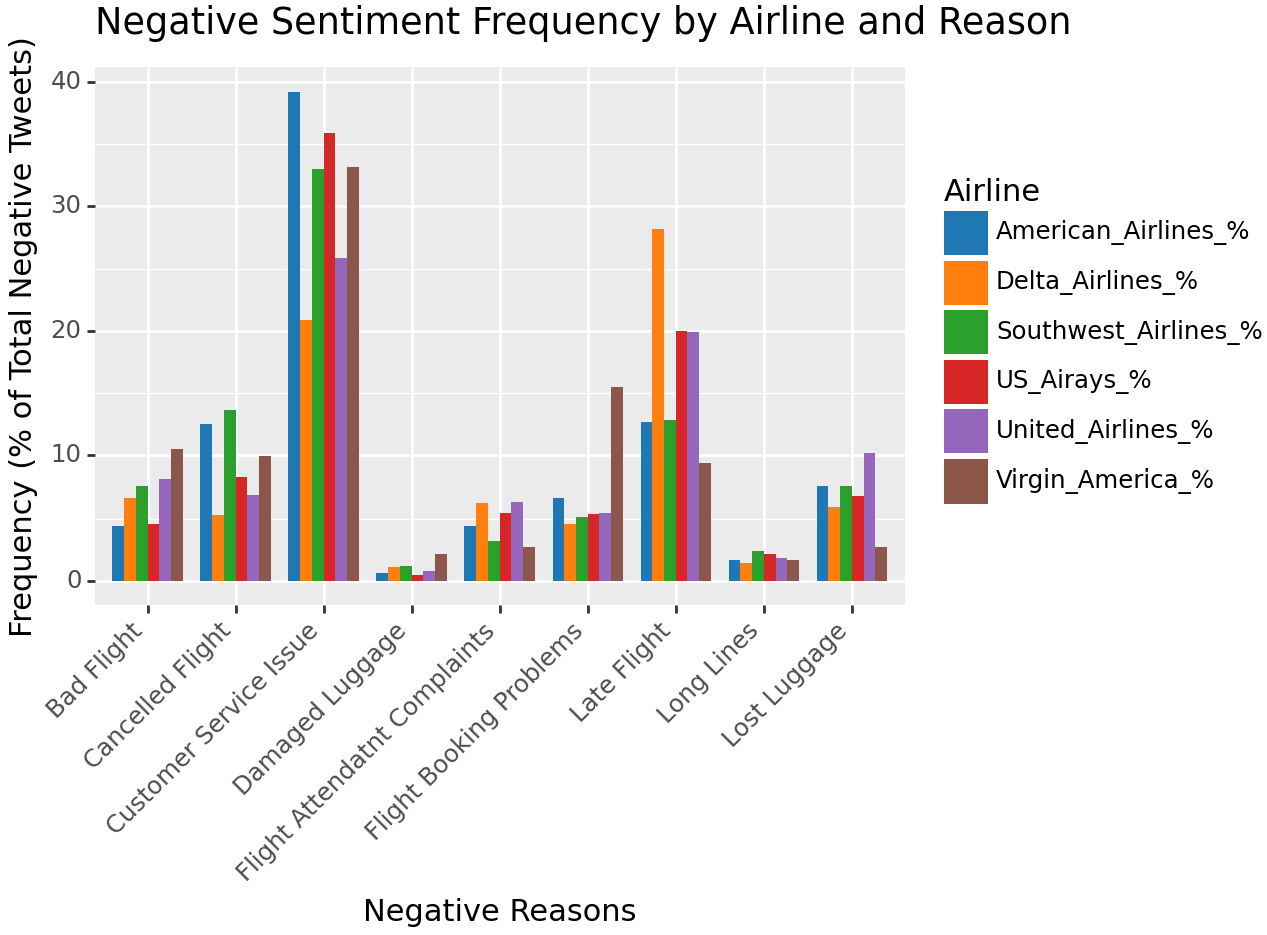 Negative Sentiment Frequency by Airline and Reason
Frequency (% of Total Negative Tweets)
40
30
20
10
0
Bad Flight
Cancelled Flight
Customer Service Issue
Damaged Luggage
Flight Attendatnt Complaints
Flight Booking Problems
Late Flight
Long Lines
Lost Luggage
Negative Reasons
Airline
American_Airlines_%
Delta_Airlines_%
Southwest_Airlines_%
US_Airays_%
United_Airlines_%
Virgin_America_%